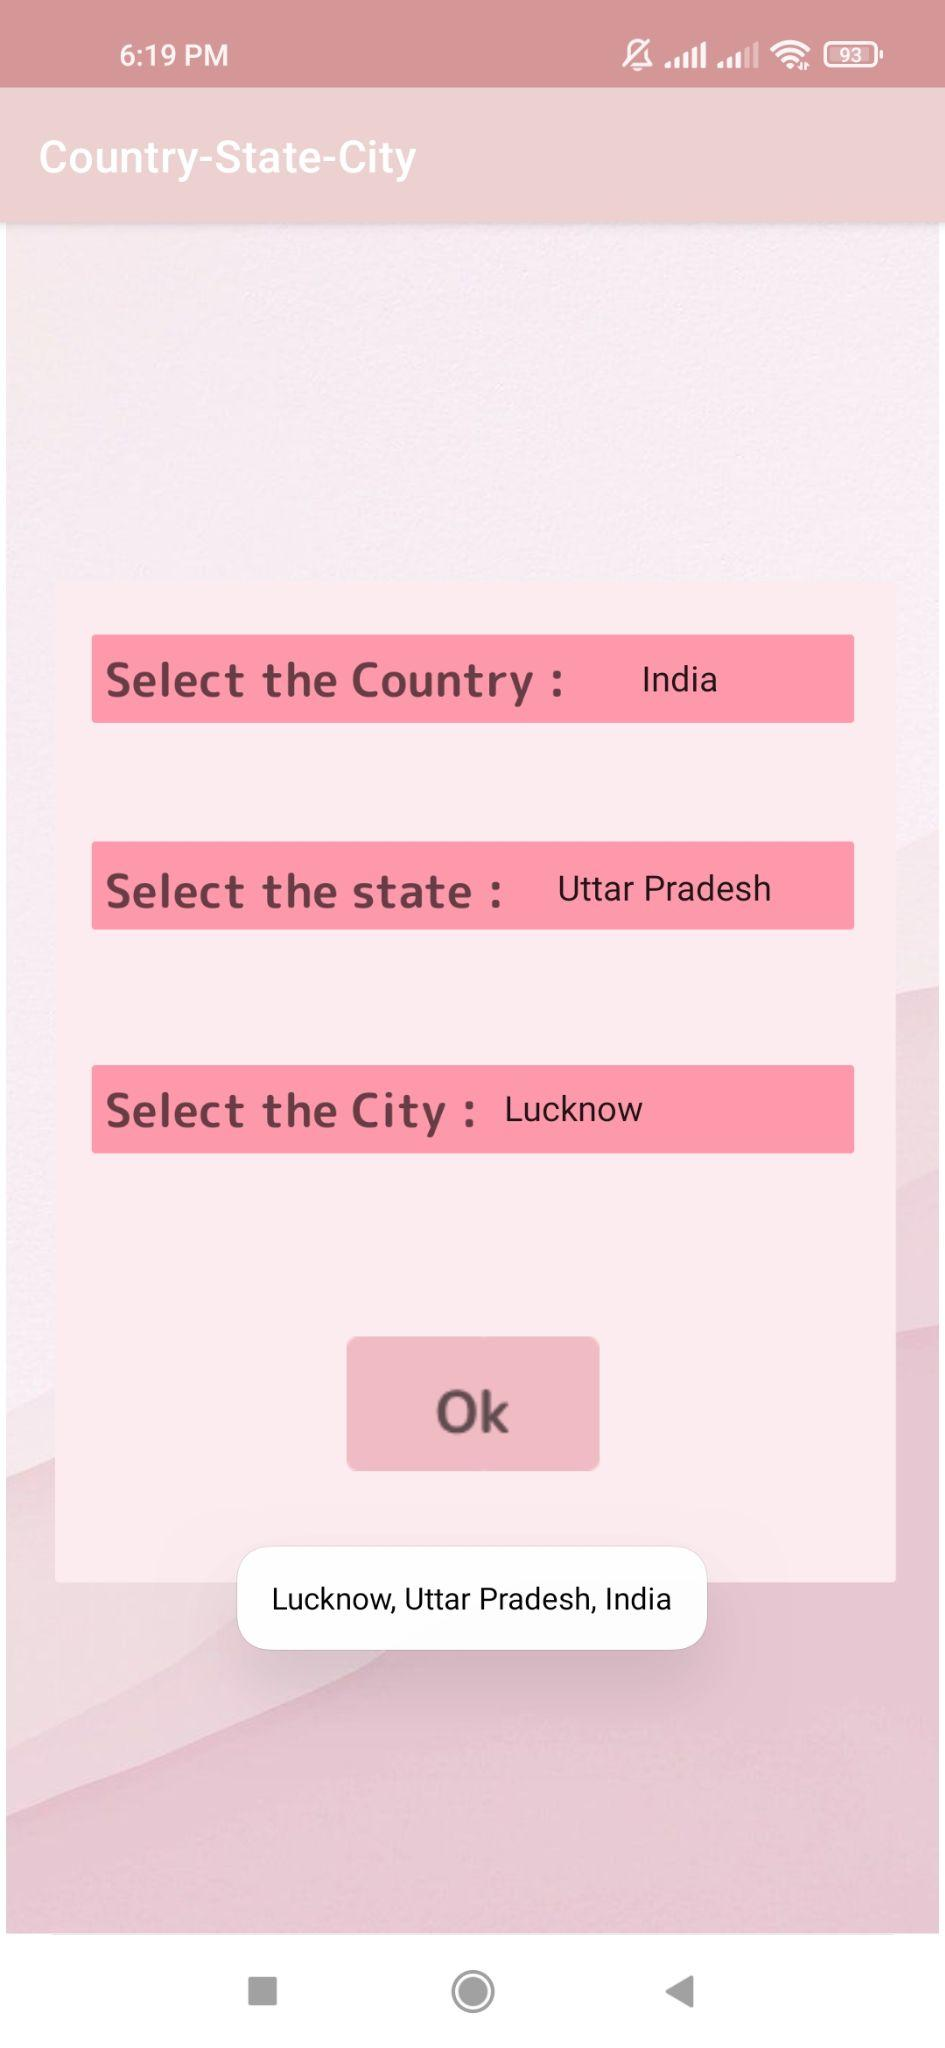 6:19 PM
93
Country-State-City
Select the Country : India
Select the state : Uttar Pradesh
Select the City : Lucknow
Ok
Lucknow, Uttar Pradesh, India